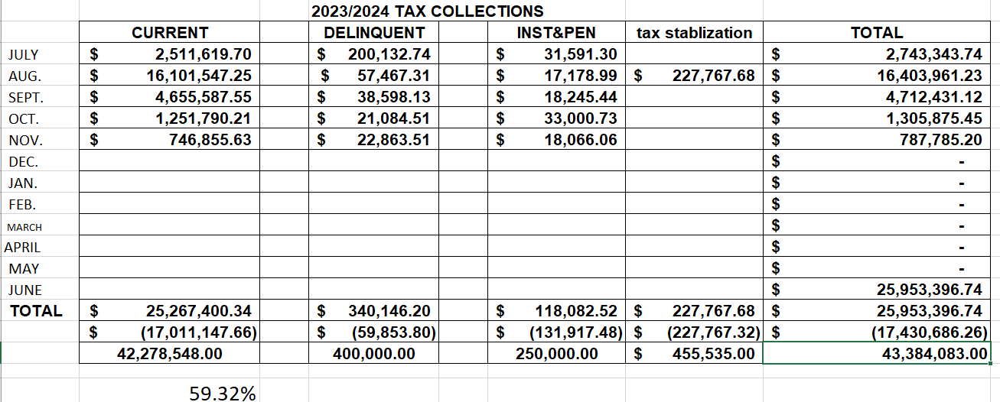 2023/2024 TAX COLLECTIONS
CURRENT DELINQUENT INST&PEN tax stablization TOTAL
JULY $ 2,511,619.70 $ 200,132.74 $ 31,591.30 $ 2,743,343.74
AUG. $ 16,101,547.25 $ 57,467.31 $ 17,178.99 $ 227,767.68 $ 16,403,961.23
SEPT. $ 4,655,587.55 $ 38,598.13 $ 18,245.44 $ 4,712,431.12
OCT. $ 1,251,790.21 $ 21,084.51 $ 33,000.73 $ 1,305,875.45
NOV. $ 746,855.63 $ 22,863.51 $ 18,066.06 $ 787,785.20
DEC. $ -
JAN. $ -
FEB. $ -
MARCH $ -
APRIL $ -
MAY $ -
JUNE $ 25,953,396.74
TOTAL $ 25,267,400.34 $ 340,146.20 $ 118,082.52 $ 227,767.68 $ 25,953,396.74
$ (17,011,147.66) $ (59,853.80) $ (131,917.48) $ (227,767.32) $ (17,430,686.26)
42,278,548.00 400,000.00 250,000.00 $ 455,535.00 43,384,083.00
59.32%